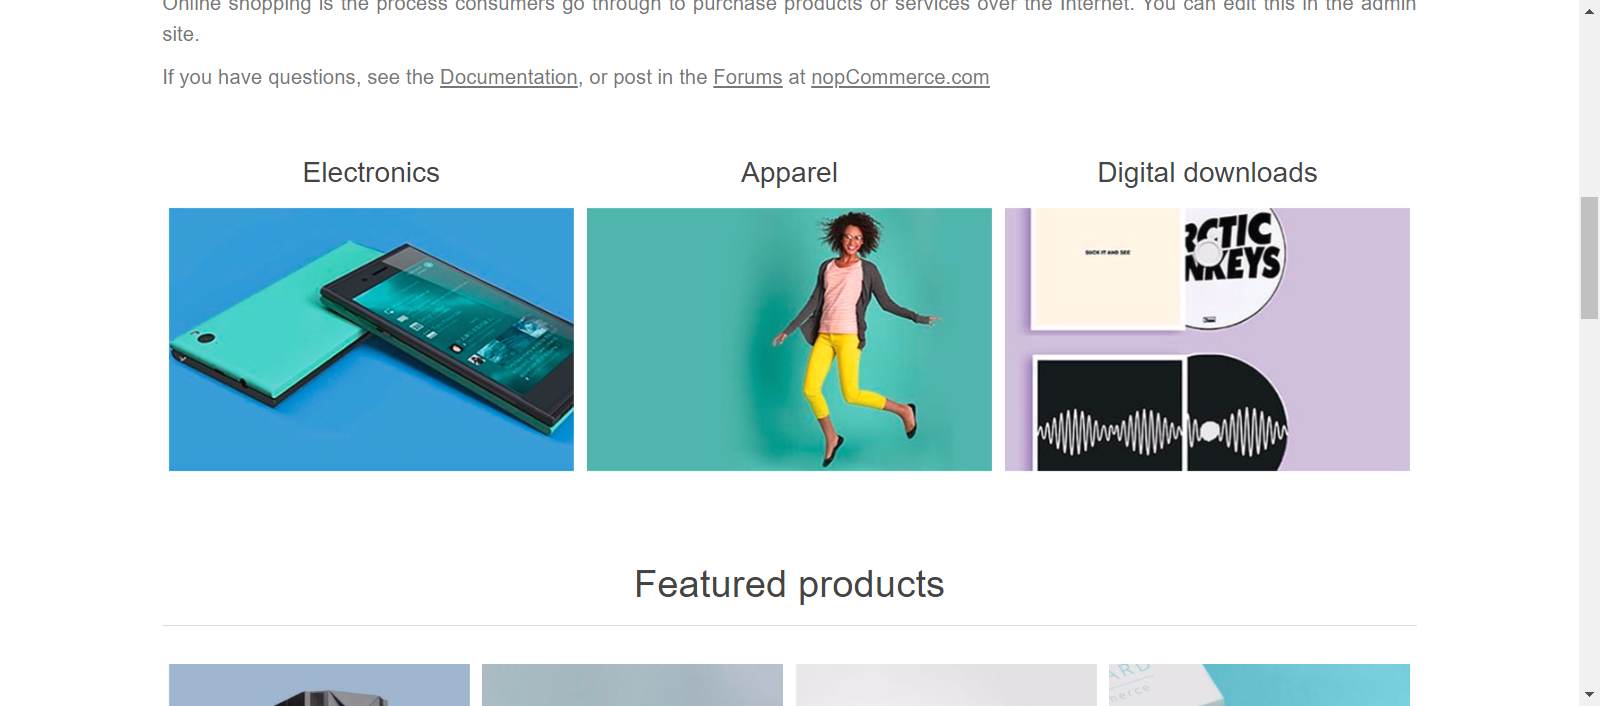 Online shopping is the process consumers go through to purchase products or services over the Internet. You can edit this in the admin
site.
If you have questions, see the Documentation, or post in the Forums at nopCommerce.com
Electronics
Apparel
Digital downloads
SUCK IT AND SEE
RCTIC
NKEYS
Featured products
ARD
merce